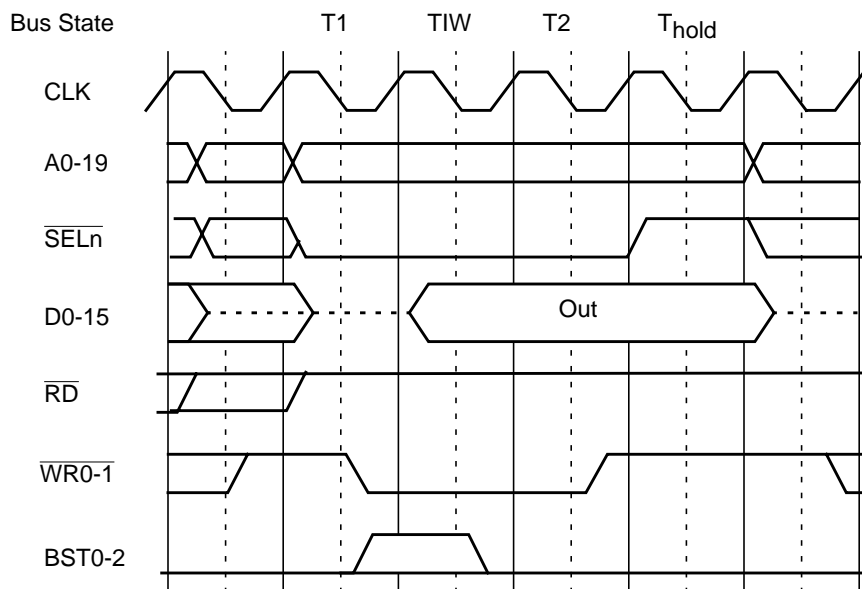 Bus State T1 TIW T2 Thold
CLK
A0-19
SELn
D0-15 Out
RD
WR0-1
BST0-2